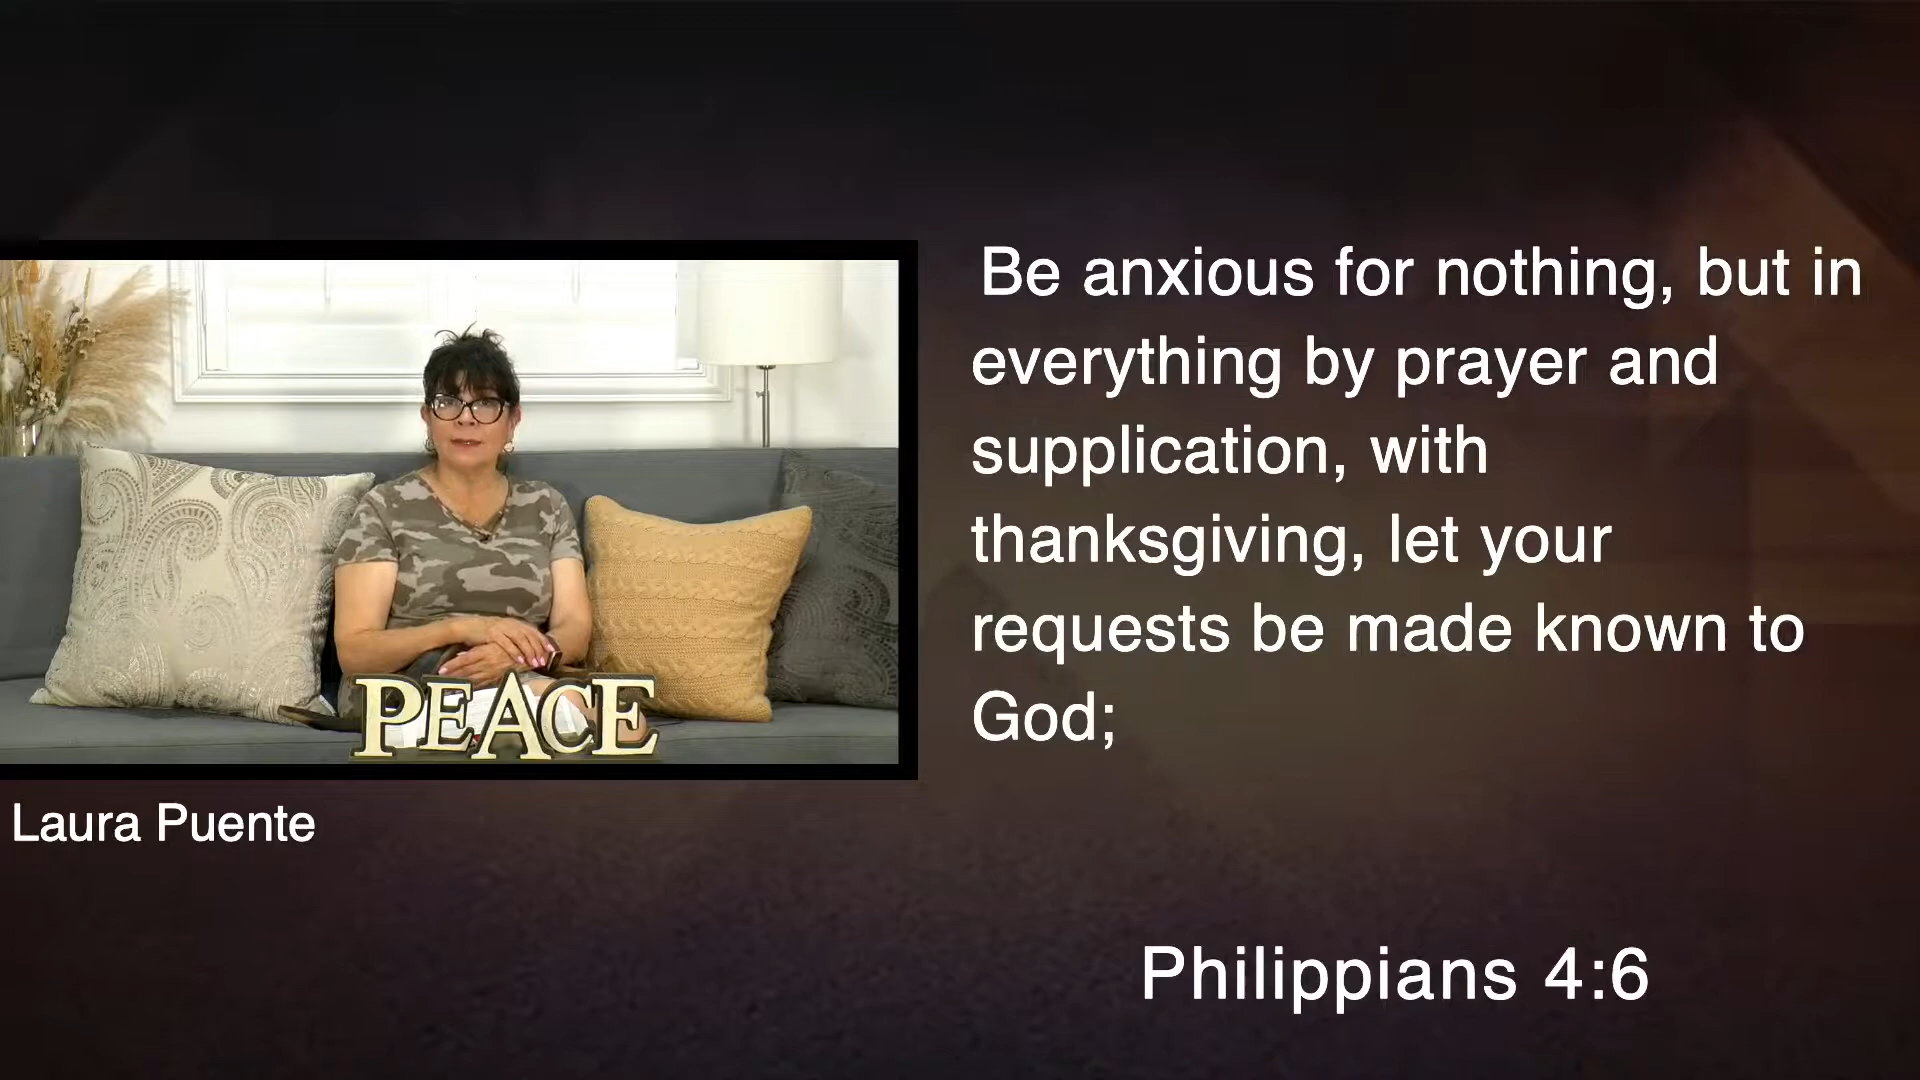 Be anxious for nothing, but in
everything by prayer and
supplication, with
thanksgiving, let your
requests be made known to
God;
PEACE
Laura Puente
Philippians 4:6